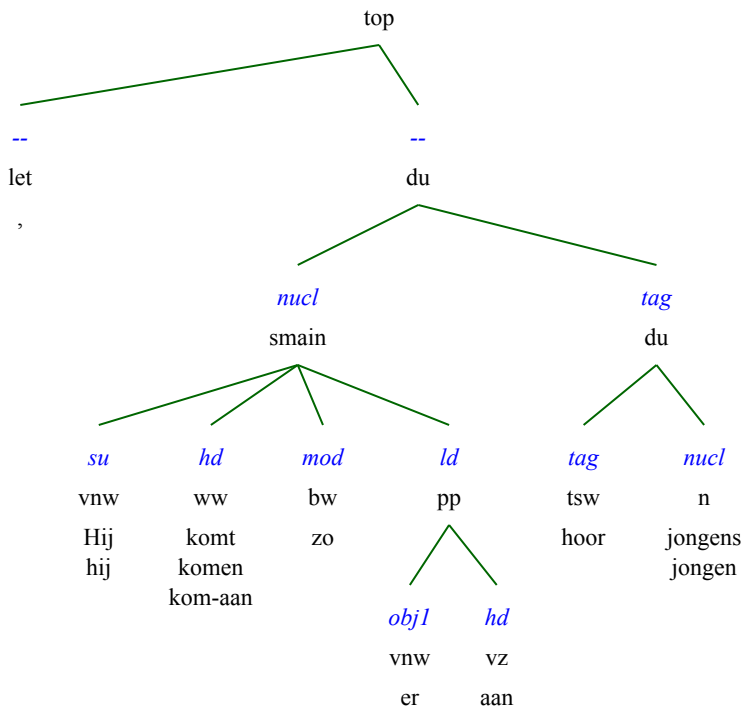 top
-- --
let du
,
nucl tag
smain du
su hd mod ld tag nucl
vnw ww bw pp tsw n
Hij komt zo hoor jongens
hij komen jongen
kom-aan
obj1 hd
vnw vz
er aan